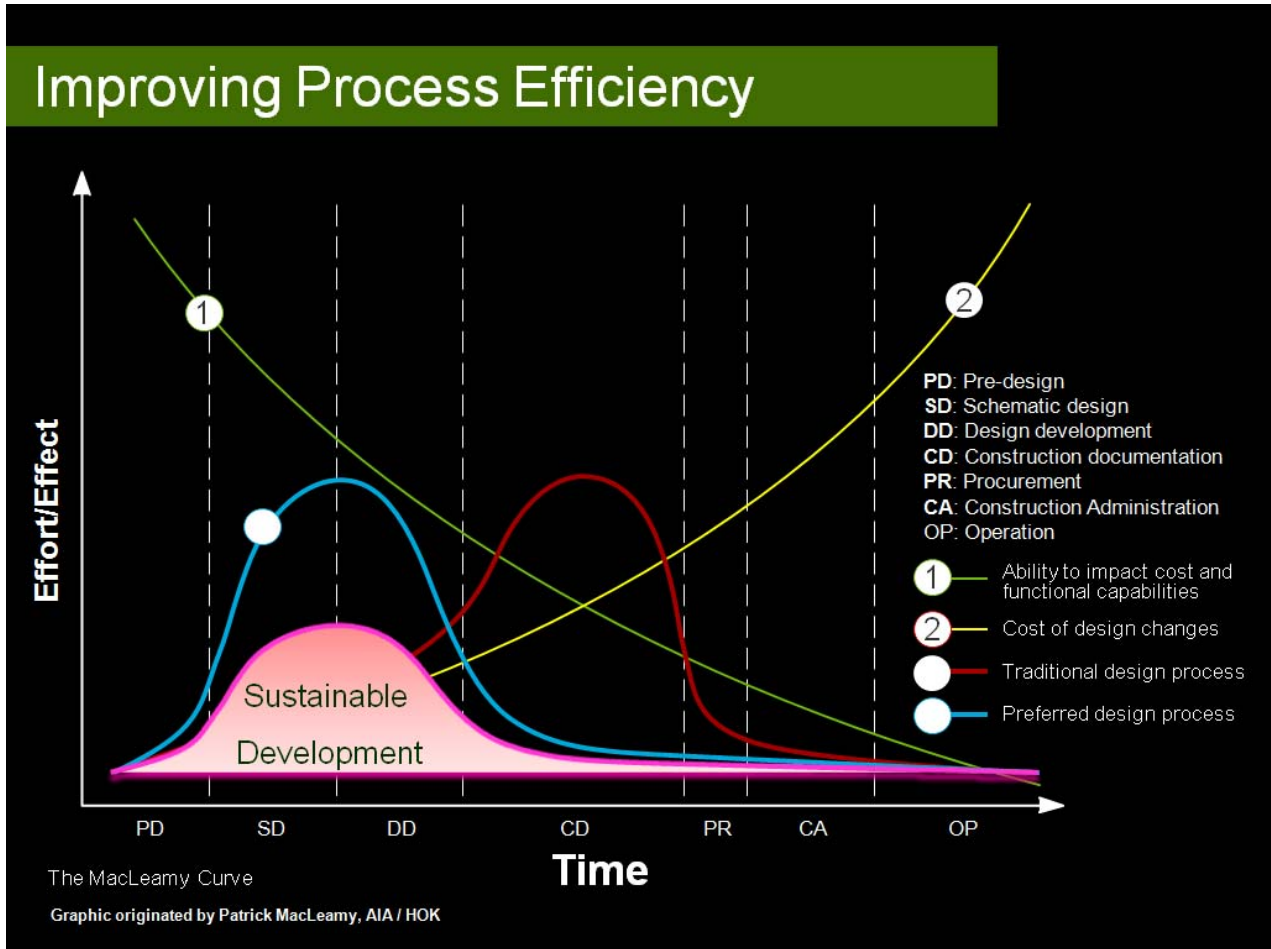 Improving Process Efficiency
1
2
PD: Pre-design
SD: Schematic design
DD: Design development
CD: Construction documentation
PR: Procurement
CA: Construction Administration
OP: Operation
1 Ability to impact cost and
functional capabilities
2 Cost of design changes
Traditional design process
Preferred design process
Effort/Effect
Sustainable
Development
PD SD DD CD PR CA OP
Time
The MacLeamy Curve
Graphic originated by Patrick MacLeamy, AIA / HOK